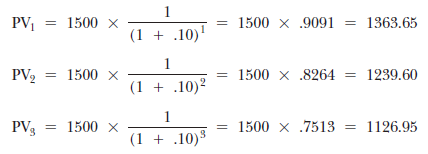 PV₁ = 1500 × 1/(1 + .10)¹ = 1500 × .9091 = 1363.65
PV₂ = 1500 × 1/(1 + .10)² = 1500 × .8264 = 1239.60
PV₃ = 1500 × 1/(1 + .10)³ = 1500 × .7513 = 1126.95